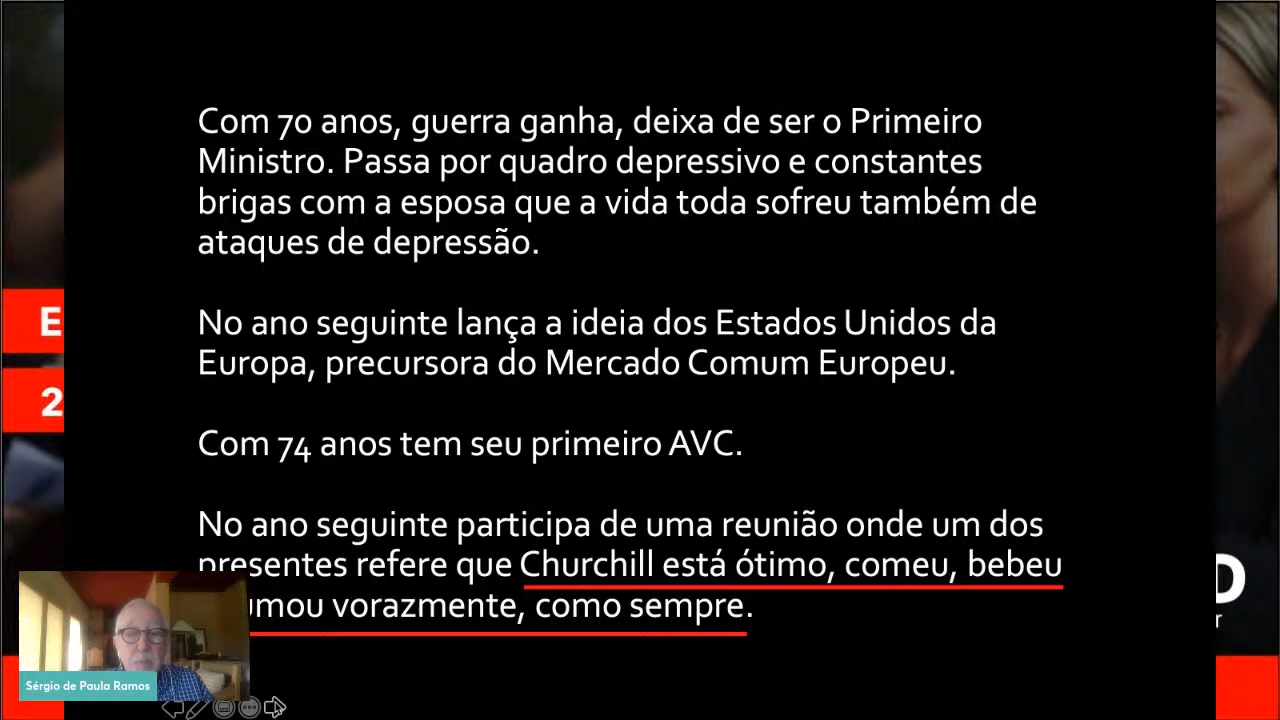 Com 70 anos, guerra ganha, deixa de ser o Primeiro
Ministro. Passa por quadro depressivo e constantes
brigas com a esposa que a vida toda sofreu também de
ataques de depressão.
No ano seguinte lança a ideia dos Estados Unidos da
Europa, precursora do Mercado Comum Europeu.
Com 74 anos tem seu primeiro AVC.
No ano seguinte participa de uma reunião onde um dos
presentes refere que Churchill está ótimo, comeu, bebeu
vorazmente, como sempre.
E
2
D
r
Sérgio de Paula Ramos